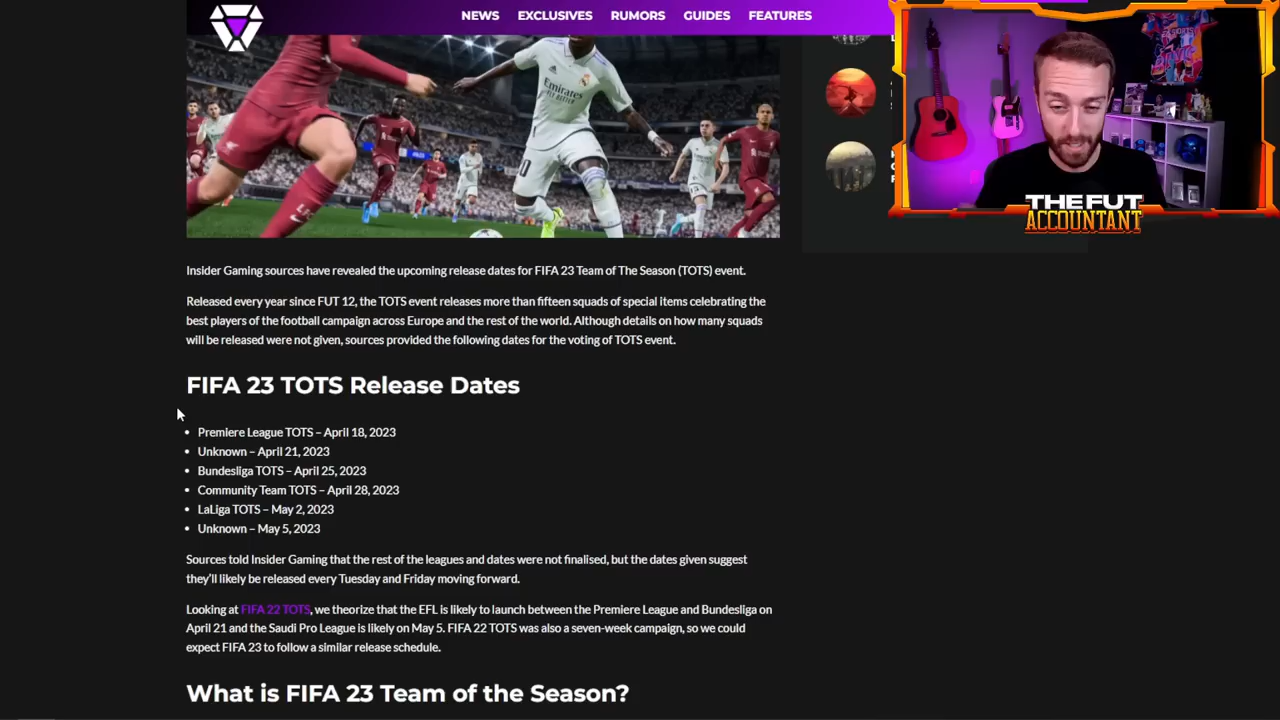 NEWS EXCLUSIVES RUMORS GUIDES FEATURES
Emirates
THE FUT
ACCOUNTANT
Insider Gaming sources have revealed the upcoming release dates for FIFA 23 Team of The Season (TOTS) event.
Released every year since FUT 12, the TOTS event releases more than fifteen squads of special items celebrating the
best players of the football campaign across Europe and the rest of the world. Although details on how many squads
will be released were not given, sources provided the following dates for the voting of TOTS event.
FIFA 23 TOTS Release Dates
• Premiere League TOTS – April 18, 2023
• Unknown – April 21, 2023
• Bundesliga TOTS – April 25, 2023
• Community Team TOTS – April 28, 2023
• LaLiga TOTS – May 2, 2023
• Unknown – May 5, 2023
Sources told Insider Gaming that the rest of the leagues and dates were not finalised, but the dates given suggest
they'll likely be released every Tuesday and Friday moving forward.
Looking at FIFA 22 TOTS, we theorize that the EFL is likely to launch between the Premiere League and Bundesliga on
April 21 and the Saudi Pro League is likely on May 5. FIFA 22 TOTS was also a seven-week campaign, so we could
expect FIFA 23 to follow a similar release schedule.
What is FIFA 23 Team of the Season?